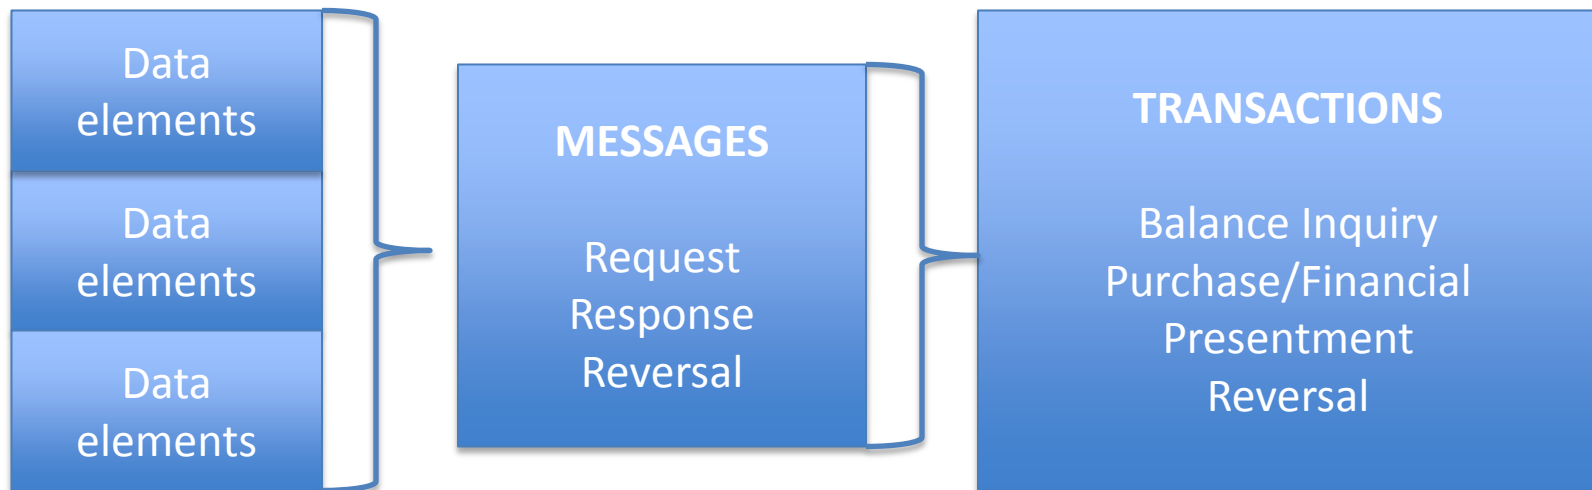 Data
elements
Data
elements
Data
elements
MESSAGES
Request
Response
Reversal
TRANSACTIONS
Balance Inquiry
Purchase/Financial
Presentment
Reversal